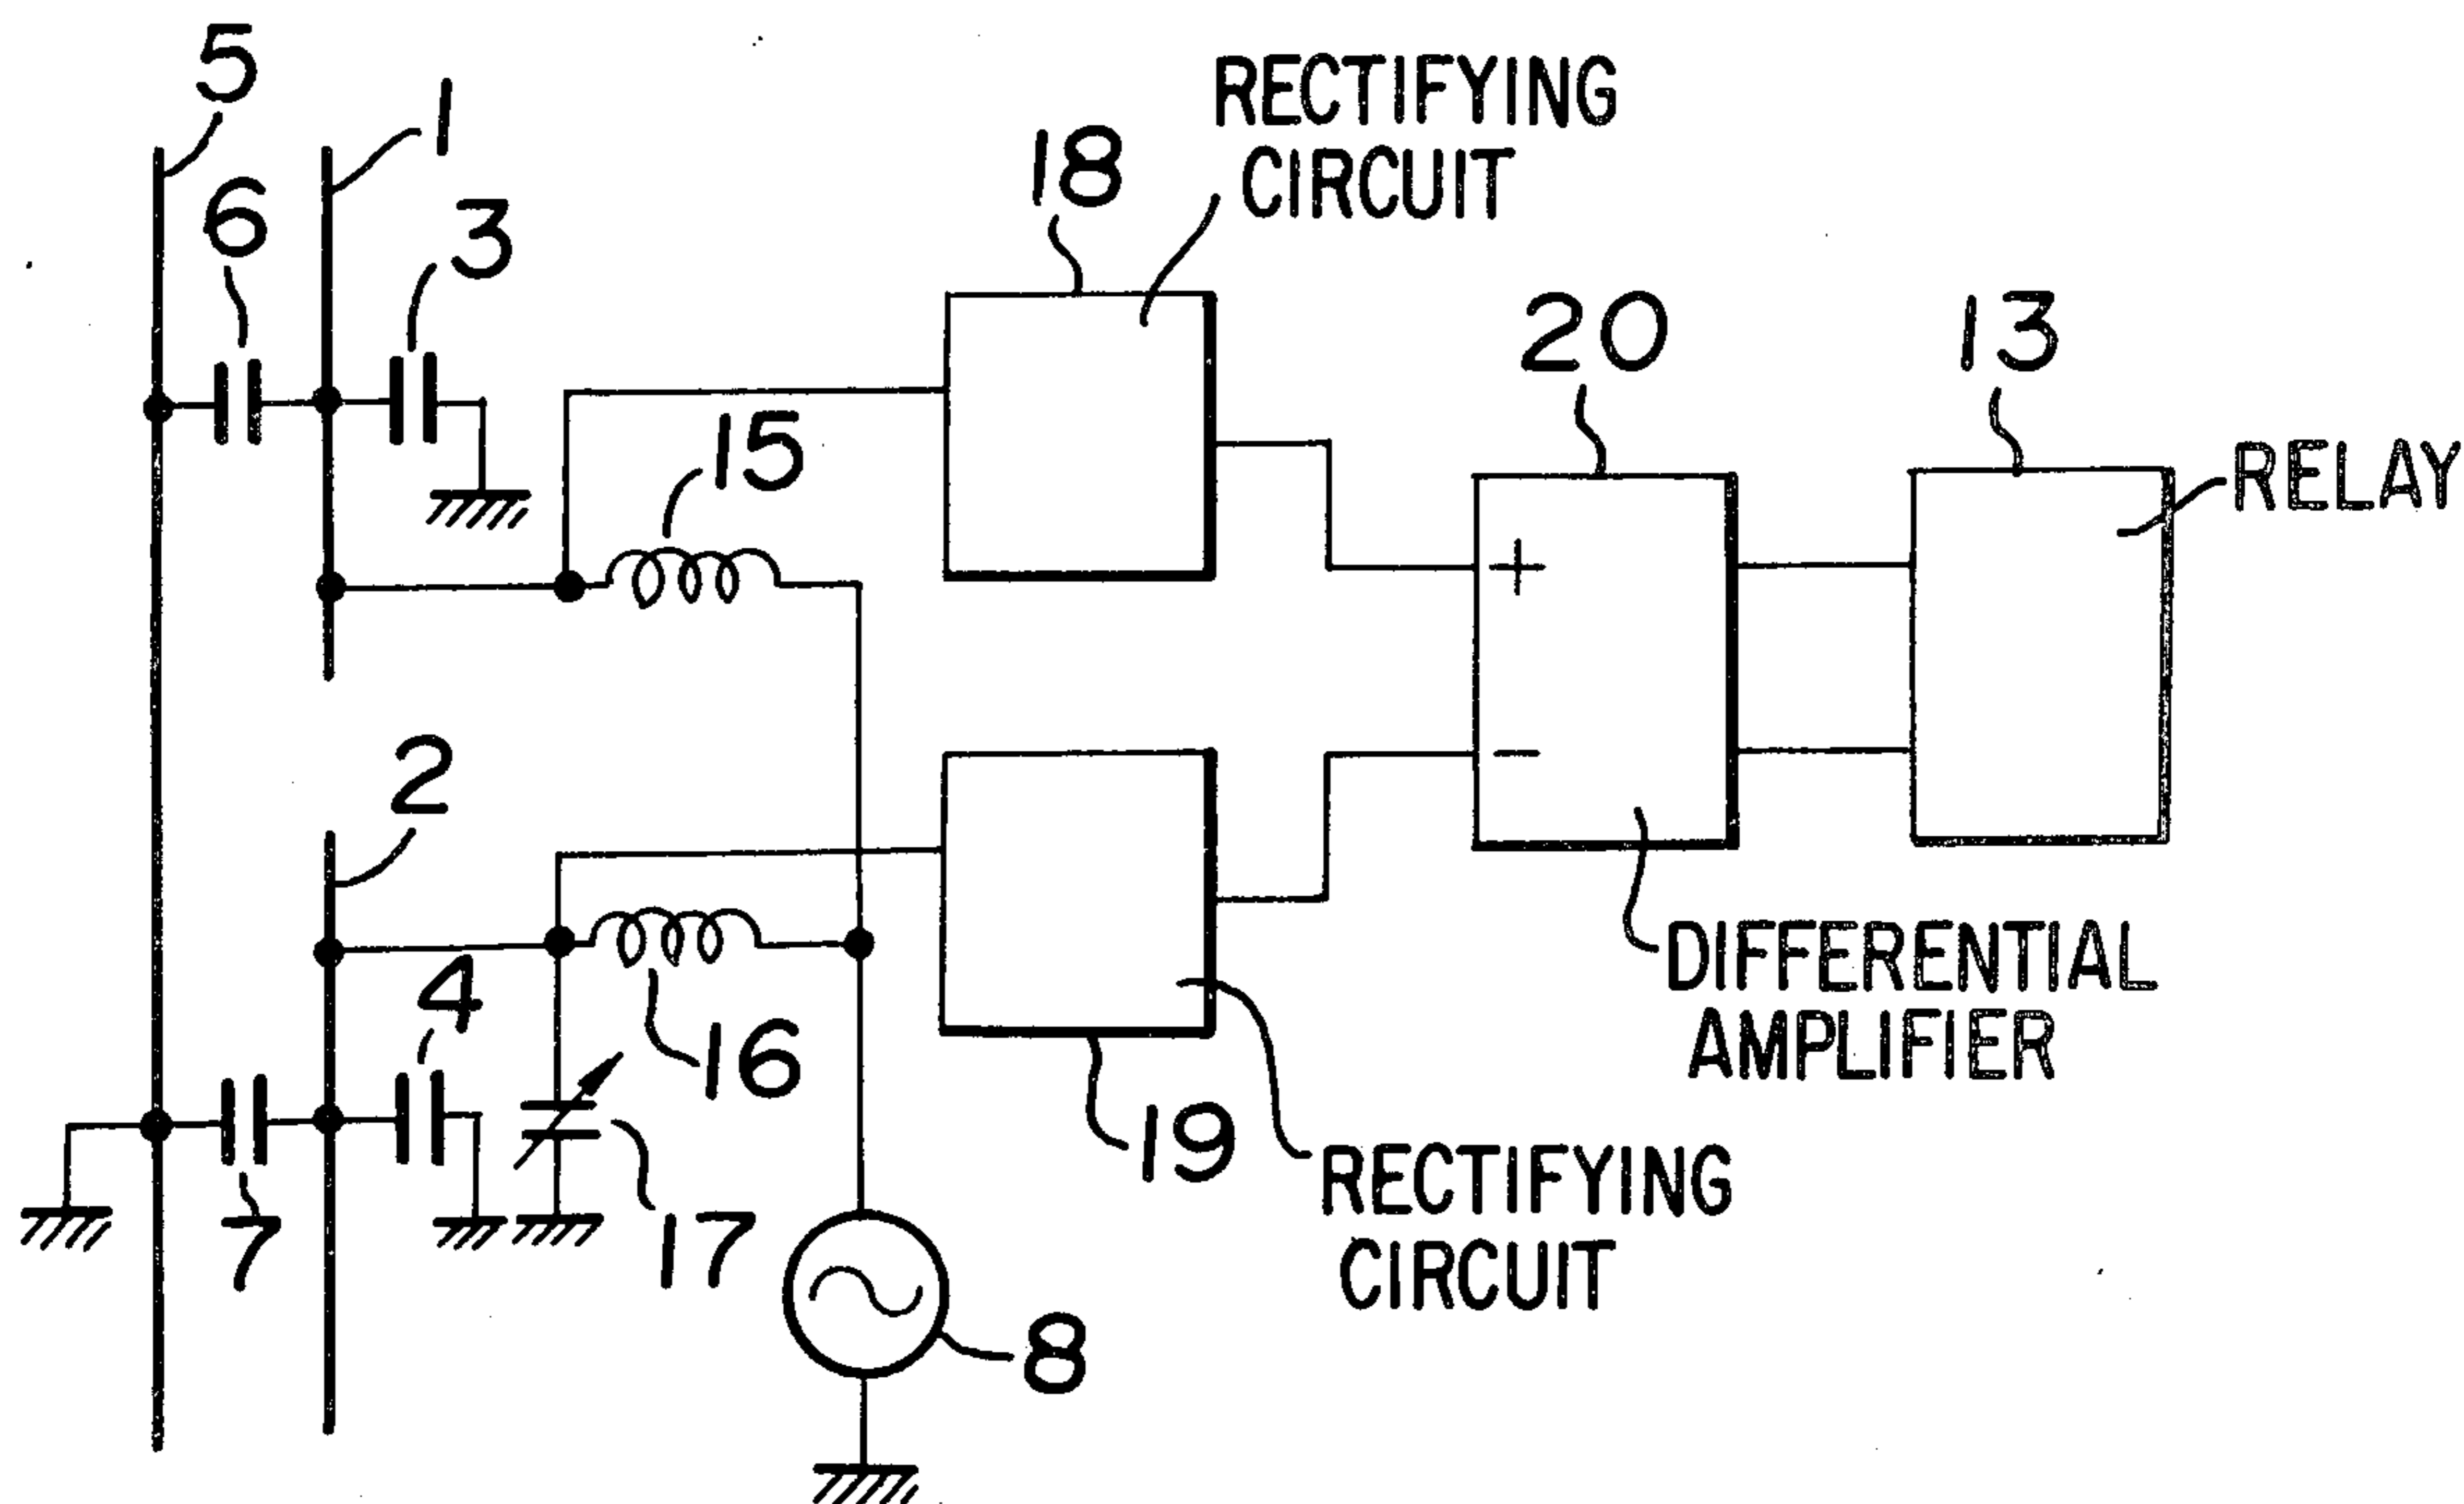 5
1
RECTIFYING
CIRCUIT
18
6
3
20
13
15
RELAY
+
2
−
4
DIFFERENTIAL
AMPLIFIER
16
19
RECTIFYING
CIRCUIT
7
17
8